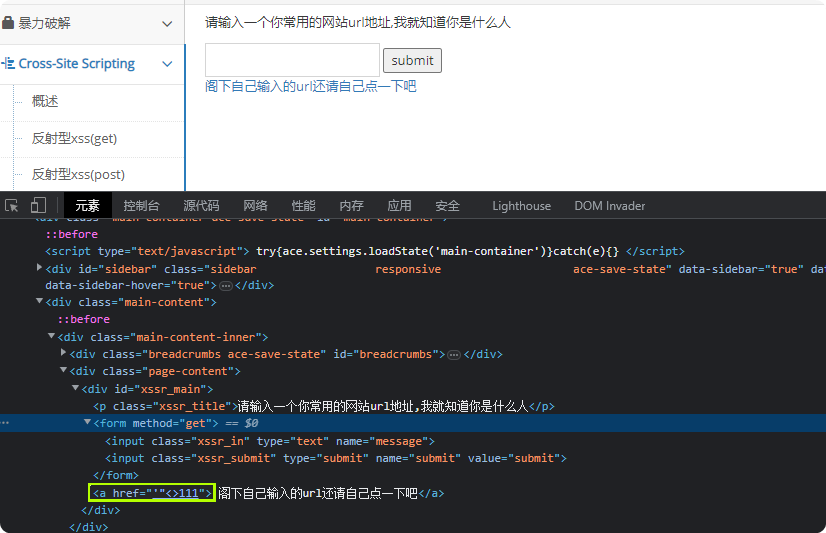 暴力破解
请输入一个你常用的网站url地址,我就知道你是什么人
Cross-Site Scripting
submit
阁下自己输入的url还请自己点一下吧
概述
反射型xss(get)
反射型xss(post)
元素 控制台 源代码 网络 性能 内存 应用 安全 Lighthouse DOM Invader
<div class="main-container ace-save-state" id="main-container">
::before
<script type="text/javascript"> try{ace.settings.loadState('main-container')}catch(e){} </script>
<div id="sidebar" class="sidebar responsive ace-save-state" data-sidebar="true" dat
data-sidebar-hover="true">…</div>
<div class="main-content">
::before
<div class="main-content-inner">
<div class="breadcrumbs ace-save-state" id="breadcrumbs">…</div>
<div class="page-content">
<div id="xssr_main">
<p class="xssr_title">请输入一个你常用的网站url地址,我就知道你是什么人</p>
<form method="get"> == $0
<input class="xssr_in" type="text" name="message">
<input class="xssr_submit" type="submit" name="submit" value="submit">
</form>
<a href="'"<>111"> 阁下自己输入的url还请自己点一下吧</a>
</div>
</div>